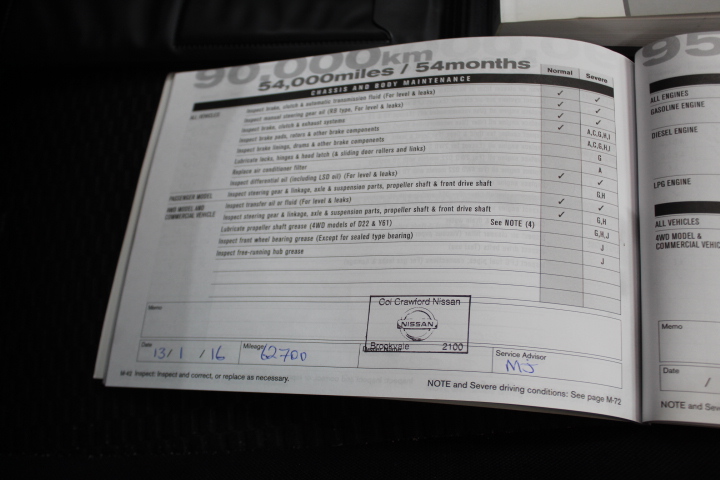 90,000km
54,000miles / 54months
Normal Severe
CHASSIS AND BODY MAINTENANCE
ALL VEHICLES
Inspect brake, clutch & automatic transmission fluid (For level & leaks) ✓ ✓
Inspect manual steering gear oil (RB type, For level & leaks) ✓ ✓
Inspect brake, clutch & exhaust systems ✓ ✓
Inspect brake pads, rotors & other brake components ✓ A,C,G,H,I
Inspect brake linings, drums & other brake components A,C,G,H,I
Lubricate locks, hinges & hood latch (& sliding door rollers and links) G
Replace air conditioner filter A
Inspect differential oil (including LSD oil) (For level & leaks) ✓ ✓
PASSENGER MODEL
Inspect steering gear & linkage, axle & suspension parts, propeller shaft & front drive shaft G,H
4WD MODEL AND
COMMERCIAL VEHICLE
Inspect transfer oil or fluid (For level & leaks) ✓ ✓
Inspect steering gear & linkage, axle & suspension parts, propeller shaft & front drive shaft ✓ G,H
Lubricate propeller shaft grease (4WD models of D22 & Y61) See NOTE (4) G,H,J
Inspect front wheel bearing grease (Except for sealed type bearing) J
Inspect free-running hub grease J
Memo
Col Crawford Nissan
NISSAN
Brookvale 2100
Date
13/1/16
Mileage
62700
Service Advisor
MJ
M-45 Inspect: Inspect and correct, or replace as necessary.
NOTE and Severe driving conditions: See page M-72
95
ALL ENGINES
GASOLINE ENGINE
DIESEL ENGINE
LPG ENGINE
ALL VEHICLES
4WD MODEL &
COMMERCIAL VEHIC
Memo
Date
/
NOTE and Sev